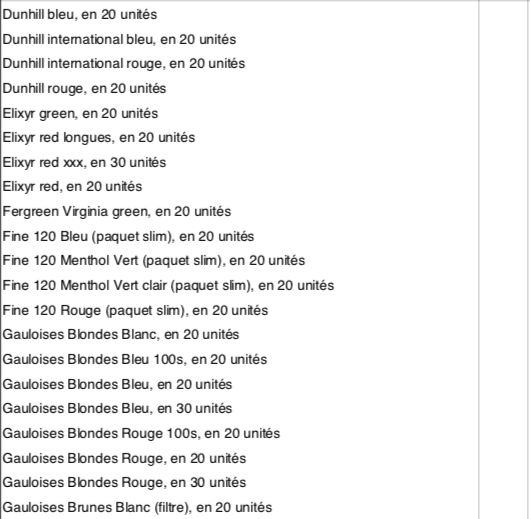 Dunhill bleu, en 20 unités
Dunhill international bleu, en 20 unités
Dunhill international rouge, en 20 unités
Dunhill rouge, en 20 unités
Elixyr green, en 20 unités
Elixyr red longues, en 20 unités
Elixyr red xxx, en 30 unités
Elixyr red, en 20 unités
Fergreen Virginia green, en 20 unités
Fine 120 Bleu (paquet slim), en 20 unités
Fine 120 Menthol Vert (paquet slim), en 20 unités
Fine 120 Menthol Vert clair (paquet slim), en 20 unités
Fine 120 Rouge (paquet slim), en 20 unités
Gauloises Blondes Blanc, en 20 unités
Gauloises Blondes Bleu 100s, en 20 unités
Gauloises Blondes Bleu, en 20 unités
Gauloises Blondes Bleu, en 30 unités
Gauloises Blondes Rouge 100s, en 20 unités
Gauloises Blondes Rouge, en 20 unités
Gauloises Blondes Rouge, en 30 unités
Gauloises Brunes Blanc (filtre), en 20 unités